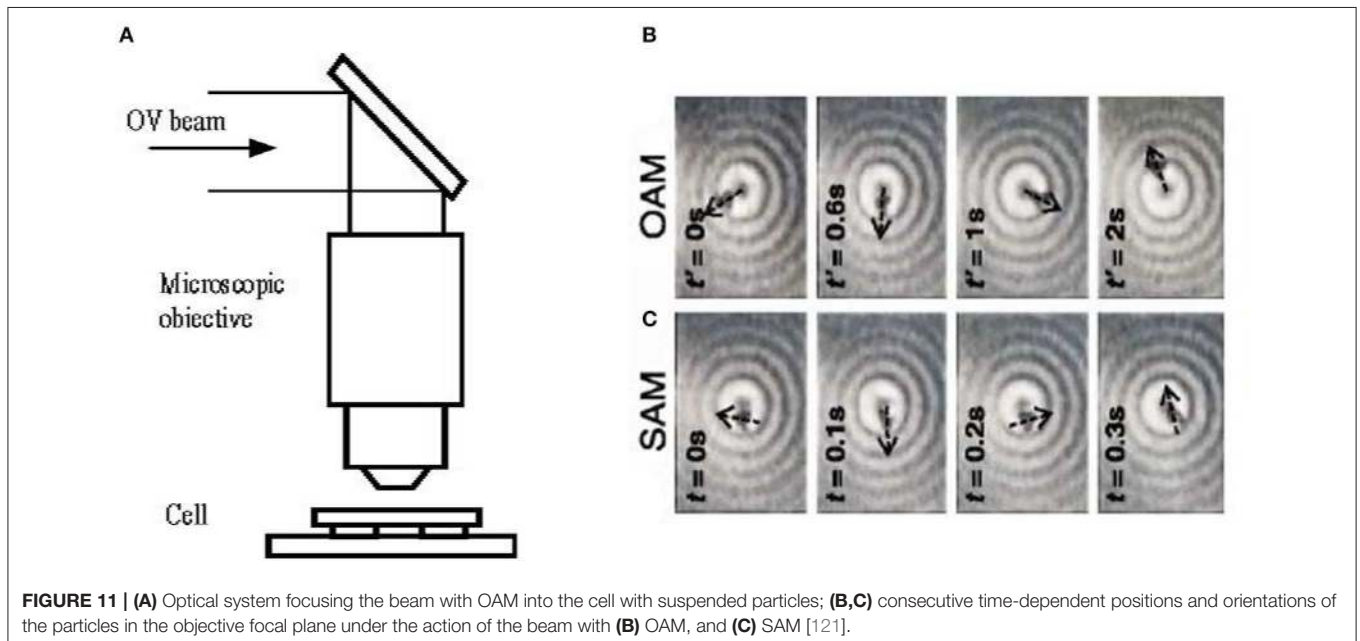 A
OV beam
Microscopic
objective
Cell
B
OAM
t' = 0s
t' = 0.6s
t' = 1s
t' = 2s
C
SAM
t = 0s
t = 0.1s
t = 0.2s
t = 0.3s
FIGURE 11 | (A) Optical system focusing the beam with OAM into the cell with suspended particles; (B,C) consecutive time-dependent positions and orientations of
the particles in the objective focal plane under the action of the beam with (B) OAM, and (C) SAM [121].